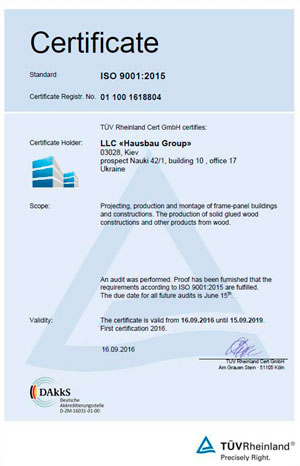 Certificate
Standard ISO 9001:2015
Certificate Registr. No. 01 100 1618804
TÜV Rheinland Cert GmbH certifies:
Certificate Holder: LLC «Hausbau Group»
03028, Kiev
prospect Nauki 42/1, building 10 , office 17
Ukraine
Scope: Projecting, production and montage of frame-panel buildings
and constructions. The production of solid glued wood
constructions and other products from wood.
An audit was performed. Proof has been furnished that the
requirements according to ISO 9001:2015 are fulfilled.
The due date for all future audits is June 15th.
Validity: The certificate is valid from 16.09.2016 until 15.09.2019.
First certification 2016.
16.09.2016
TÜV Rheinland Cert GmbH
Am Grauen Stein · 51105 Köln
DAkkS
Deutsche
Akkreditierungsstelle
D-ZM-16031-01-00
TÜVRheinland®
Precisely Right.